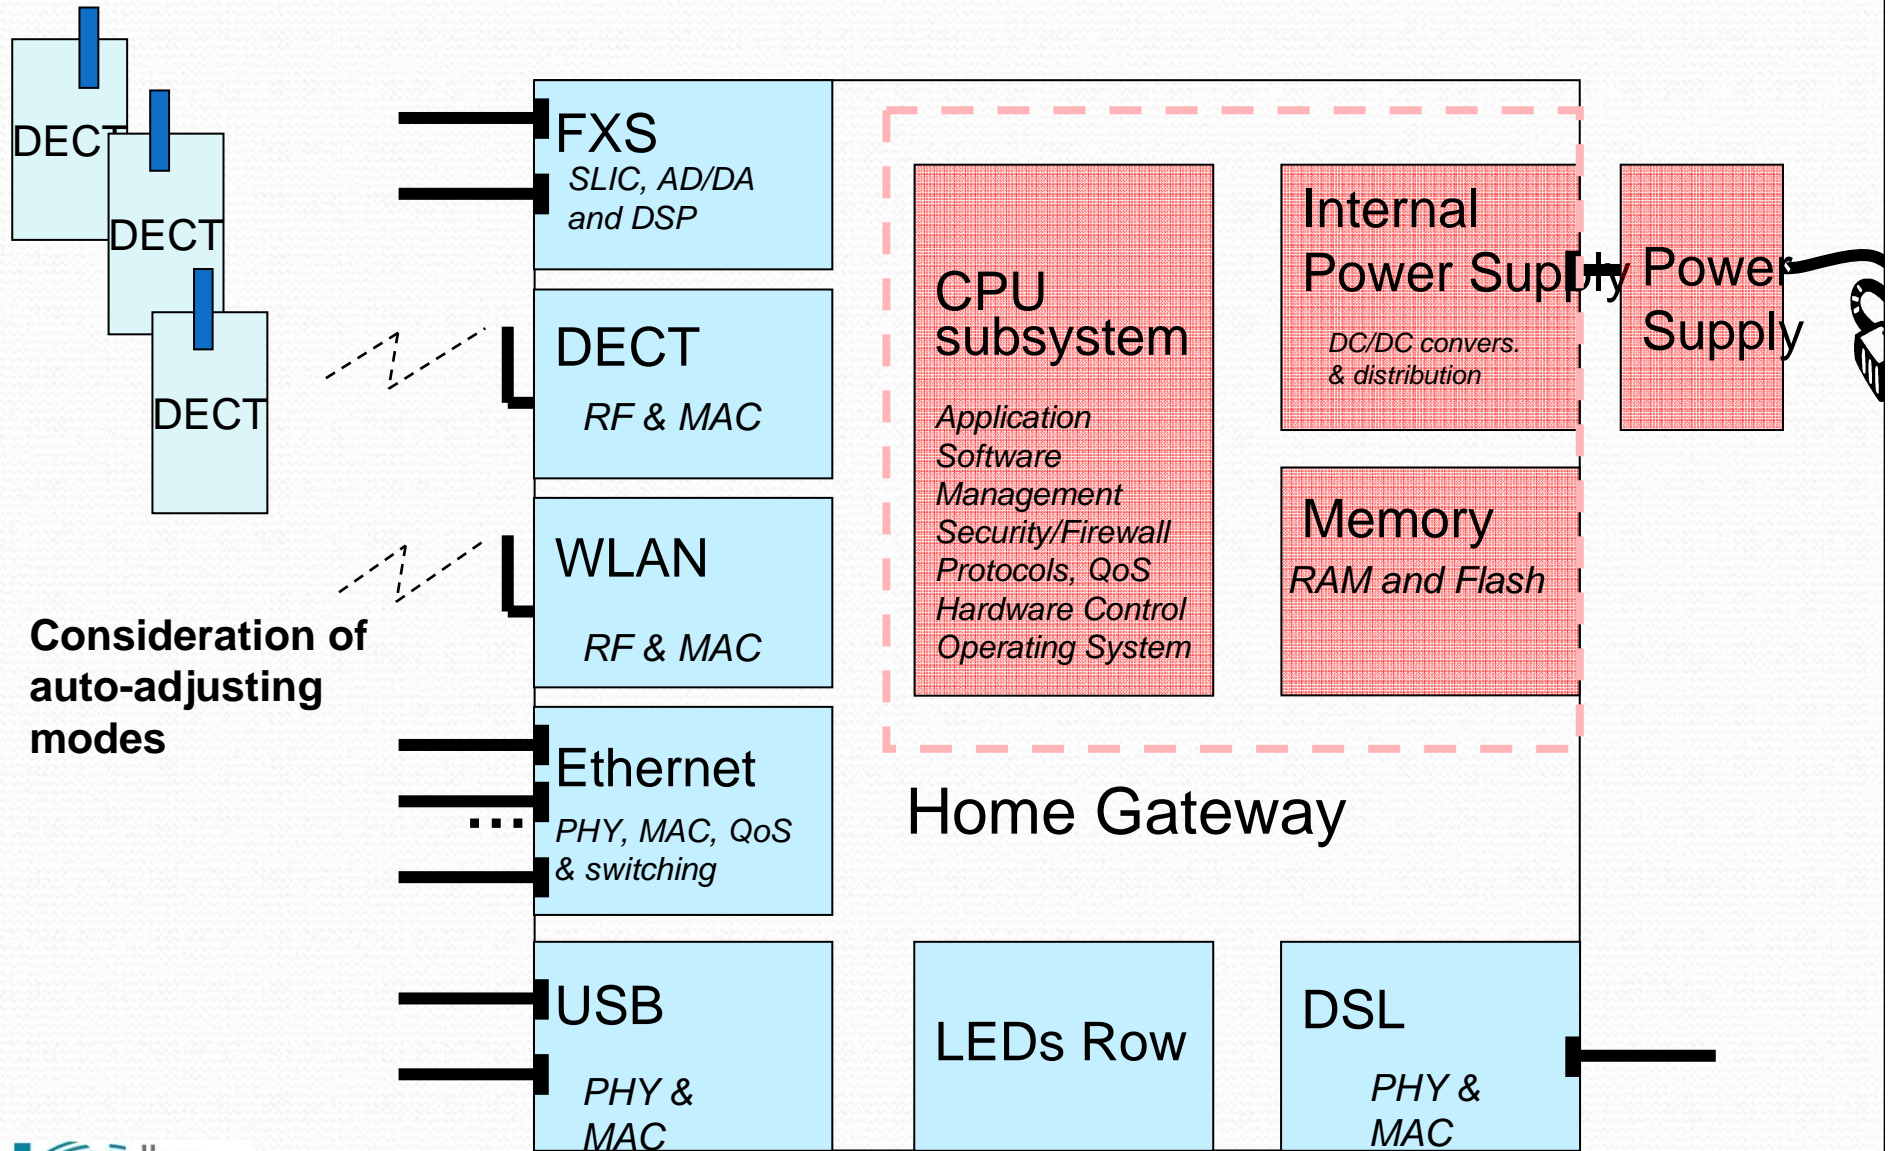 DECT
DECT
DECT
Consideration of
auto-adjusting
modes
FXS
SLIC, AD/DA
and DSP
DECT
RF & MAC
WLAN
RF & MAC
Ethernet
PHY, MAC, QoS
& switching
...
USB
PHY &
MAC
CPU
subsystem
Application
Software
Management
Security/Firewall
Protocols, QoS
Hardware Control
Operating System
Internal
Power Supply
DC/DC convers.
& distribution
Power
Supply
Memory
RAM and Flash
Home Gateway
LEDs Row
DSL
PHY &
MAC